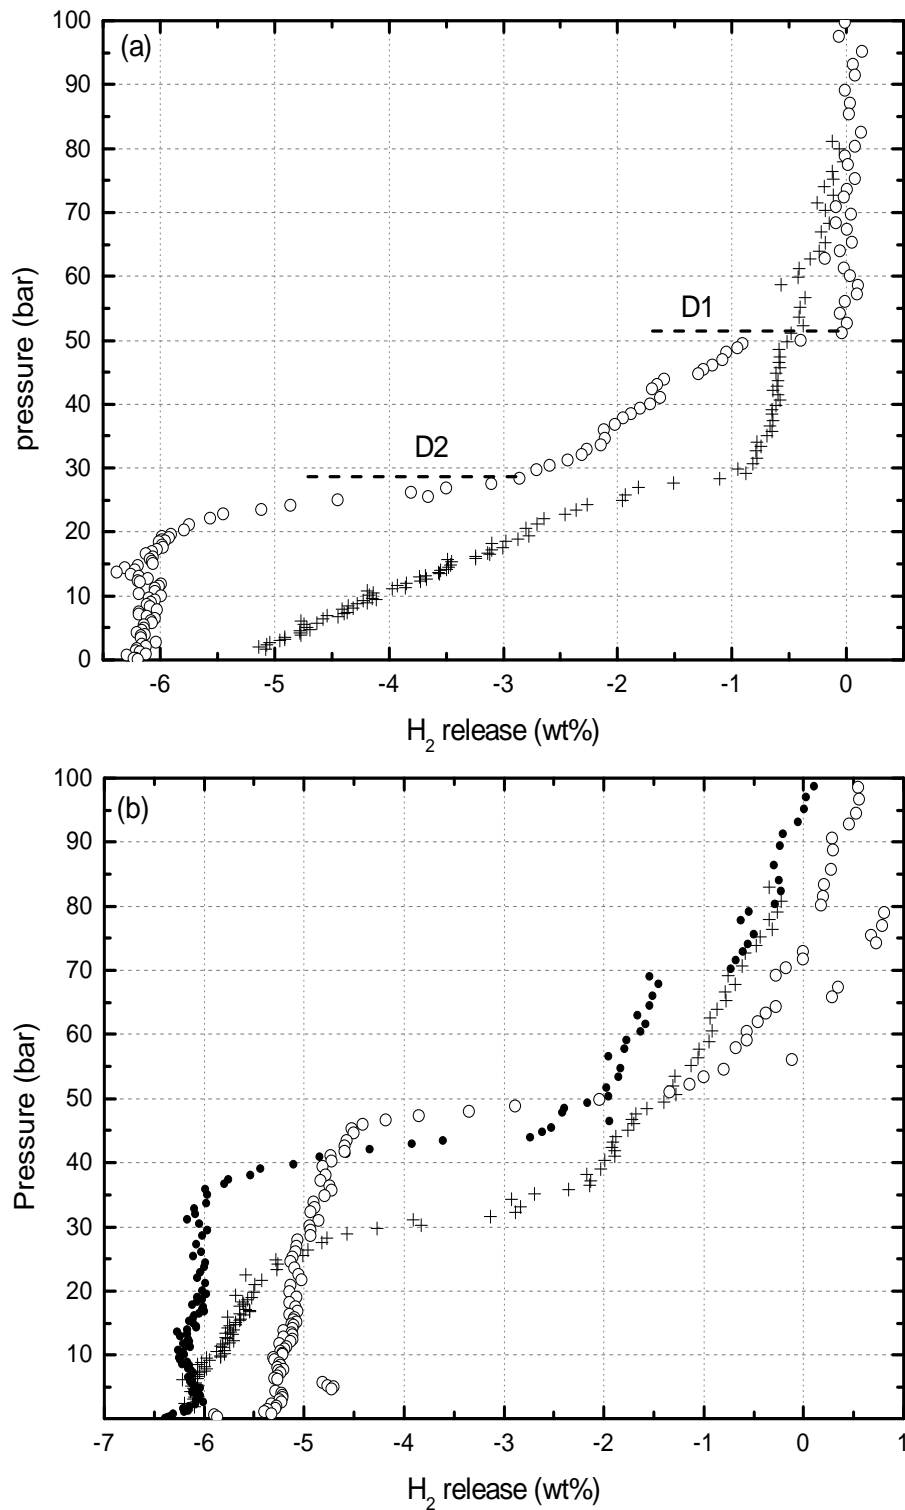 (a)
100
90
80
70
60
50
40
30
20
10
0
pressure (bar)
D1
D2
-6 -5 -4 -3 -2 -1 0
H₂ release (wt%)
(b)
100
90
80
70
60
50
40
30
20
10
Pressure (bar)
-7 -6 -5 -4 -3 -2 -1 0 1
H₂ release (wt%)